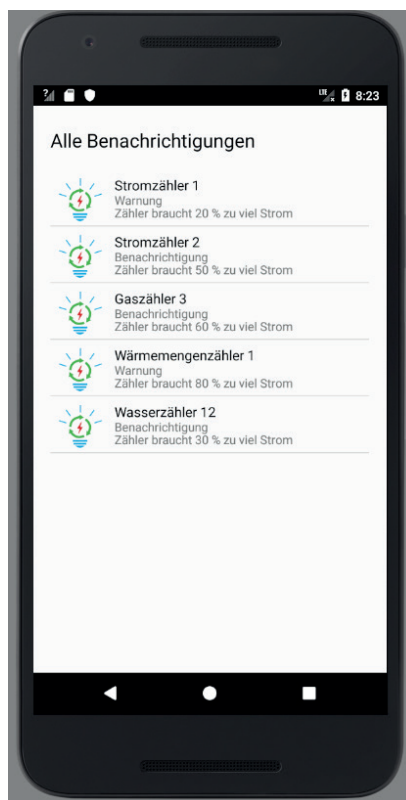 LTE 8:23
Alle Benachrichtigungen
Stromzähler 1
Warnung
Zähler braucht 20 % zu viel Strom
Stromzähler 2
Benachrichtigung
Zähler braucht 50 % zu viel Strom
Gaszähler 3
Benachrichtigung
Zähler braucht 60 % zu viel Strom
Wärmemengenzähler 1
Warnung
Zähler braucht 80 % zu viel Strom
Wasserzähler 12
Benachrichtigung
Zähler braucht 30 % zu viel Strom